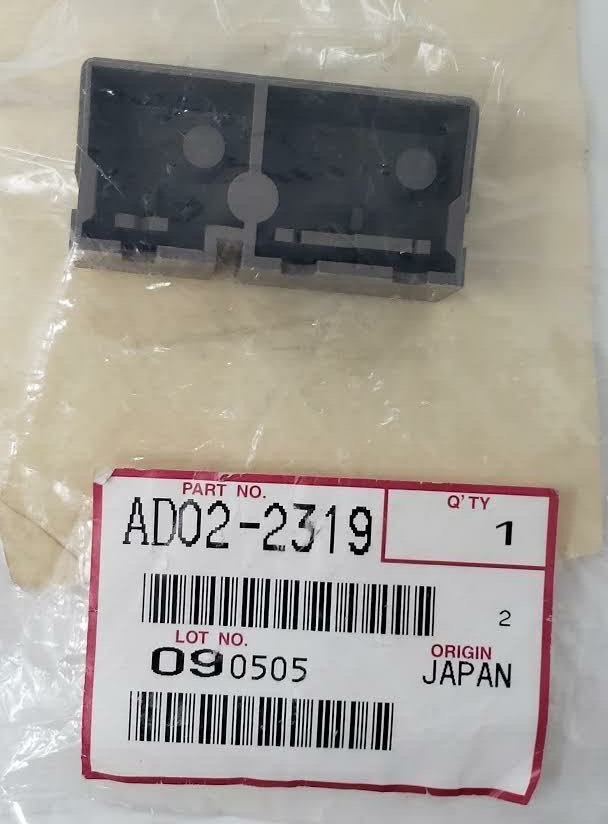 PART NO.
AD02-2319
Q'TY
1
2
LOT NO.
090505
ORIGIN
JAPAN